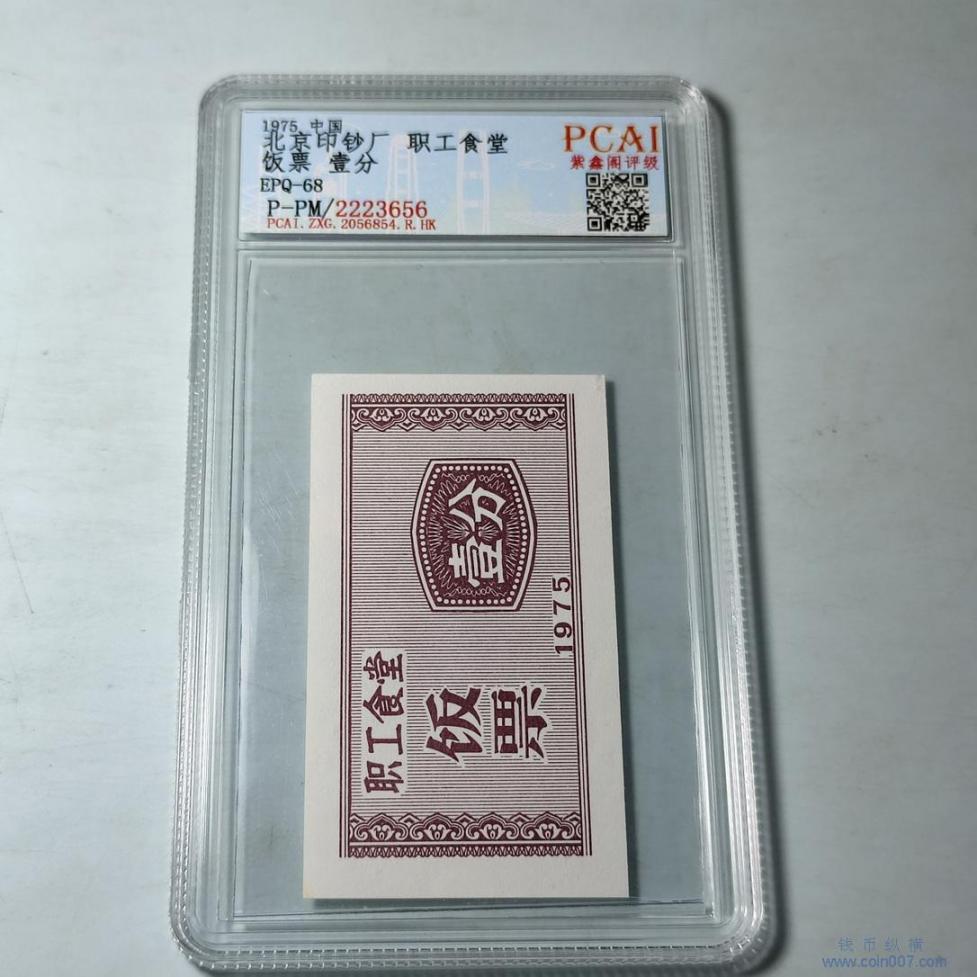 1975 中国
北京印钞厂 职工食堂
饭票 壹分
EPQ-68
P-PM/2223656
PCAI.ZXG.2056854.R.HK
PCAI
紫鑫阁评级
职工食堂
饭票
壹分
1975
钱币纵横
www.coin007.com